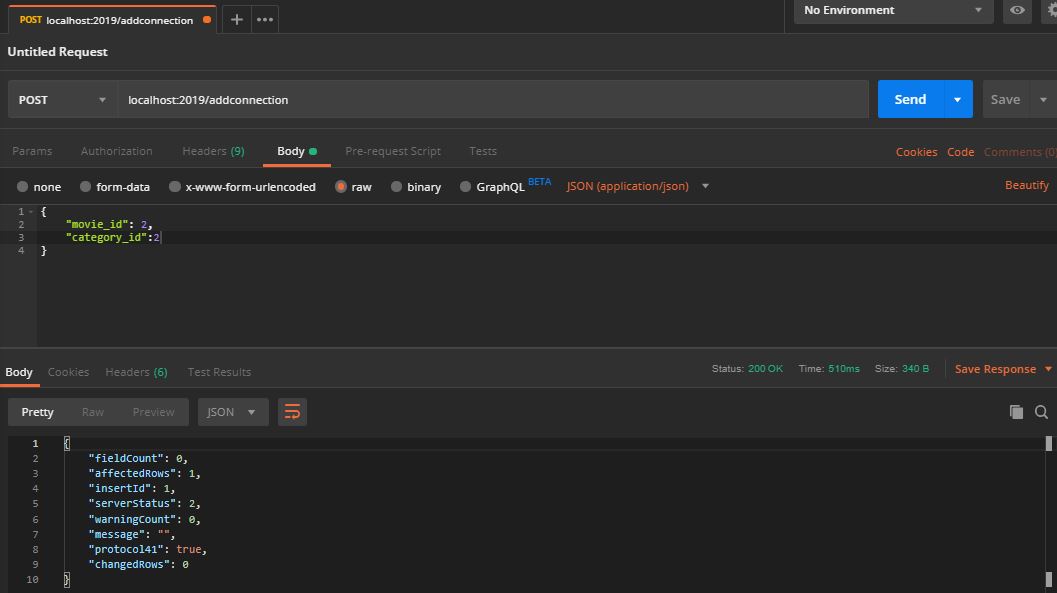 POST localhost:2019/addconnection
No Environment
Untitled Request
POST localhost:2019/addconnection Send Save
Params Authorization Headers (9) Body Pre-request Script Tests Cookies Code Comments (0)
none form-data x-www-form-urlencoded raw binary GraphQL BETA JSON (application/json) Beautify
1 {
2 "movie_id": 2,
3 "category_id":2
4 }
Body Cookies Headers (6) Test Results Status: 200 OK Time: 510ms Size: 340 B Save Response
Pretty Raw Preview JSON
1 {
2 "fieldCount": 0,
3 "affectedRows": 1,
4 "insertId": 1,
5 "serverStatus": 2,
6 "warningCount": 0,
7 "message": "",
8 "protocol41": true,
9 "changedRows": 0
10 }